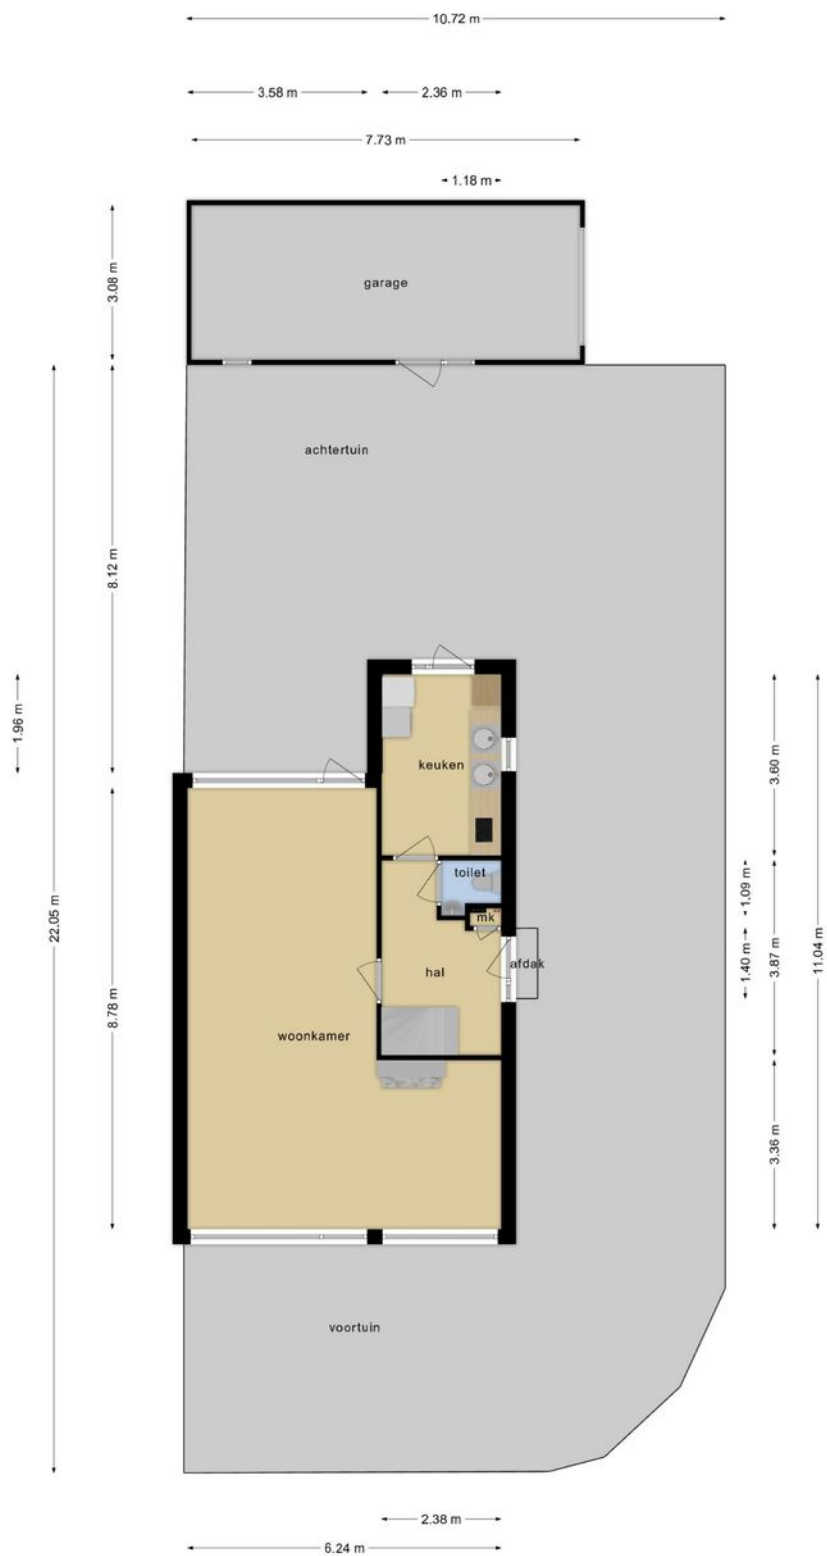 10.72 m
3.58 m
2.36 m
7.73 m
1.18 m
3.08 m
garage
achtertuin
8.12 m
1.96 m
keuken
3.60 m
toilet
1.09 m
mk
22.05 m
8.78 m
hal
afdak
1.40 m
3.87 m
11.04 m
woonkamer
3.36 m
voortuin
2.38 m
6.24 m